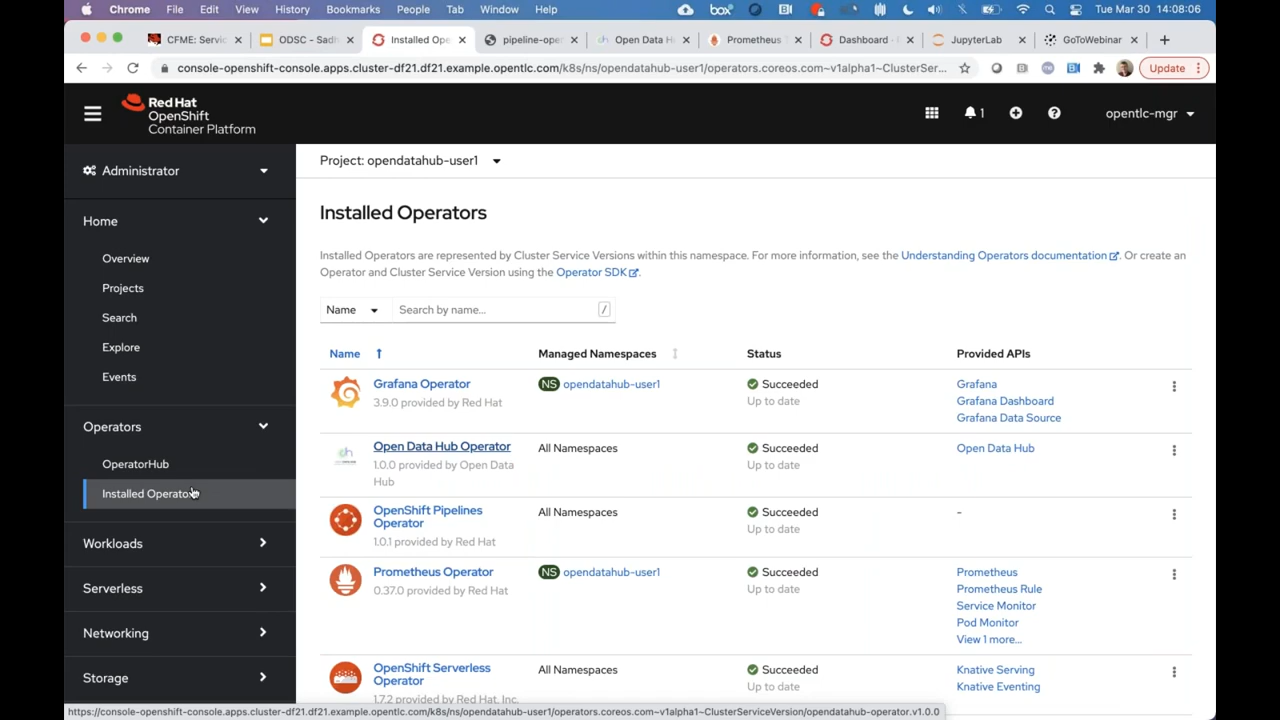 Chrome File Edit View History Bookmarks People Tab Window Help box Tue Mar 30 14:08:06
CFME: Servic ODSC - Sadh Installed Ope pipeline-ope Open Data H Prometheus T Dashboard - JupyterLab GoToWebinar
console-openshift-console.apps.cluster-df21.df21.example.opentlc.com/k8s/ns/opendatahub-user1/operators.coreos.com~v1alpha1~ClusterSer... Update
Red Hat
OpenShift
Container Platform
1
opentlc-mgr
Administrator
Home
Overview
Projects
Search
Explore
Events
Operators
OperatorHub
Installed Operators
Workloads
Serverless
Networking
Storage
Project: opendatahub-user1
Installed Operators
Installed Operators are represented by Cluster Service Versions within this namespace. For more information, see the Understanding Operators documentation. Or create an
Operator and Cluster Service Version using the Operator SDK.
Name Search by name... /
Name Managed Namespaces Status Provided APIs
Grafana Operator NS opendatahub-user1 Succeeded Grafana
3.9.0 provided by Red Hat Up to date Grafana Dashboard
Grafana Data Source
Open Data Hub Operator All Namespaces Succeeded Open Data Hub
1.0.0 provided by Open Data Up to date
Hub
OpenShift Pipelines All Namespaces Succeeded -
Operator Up to date
1.0.1 provided by Red Hat
Prometheus Operator NS opendatahub-user1 Succeeded Prometheus
0.37.0 provided by Red Hat Up to date Prometheus Rule
Service Monitor
Pod Monitor
View 1 more...
OpenShift Serverless All Namespaces Succeeded Knative Serving
Operator Up to date Knative Eventing
1.7.2 provided by Red Hat, Inc.
https://console-openshift-console.apps.cluster-df21.df21.example.opentlc.com/k8s/ns/opendatahub-user1/operators.coreos.com~v1alpha1~ClusterServiceVersion/opendatahub-operator.v1.0.0